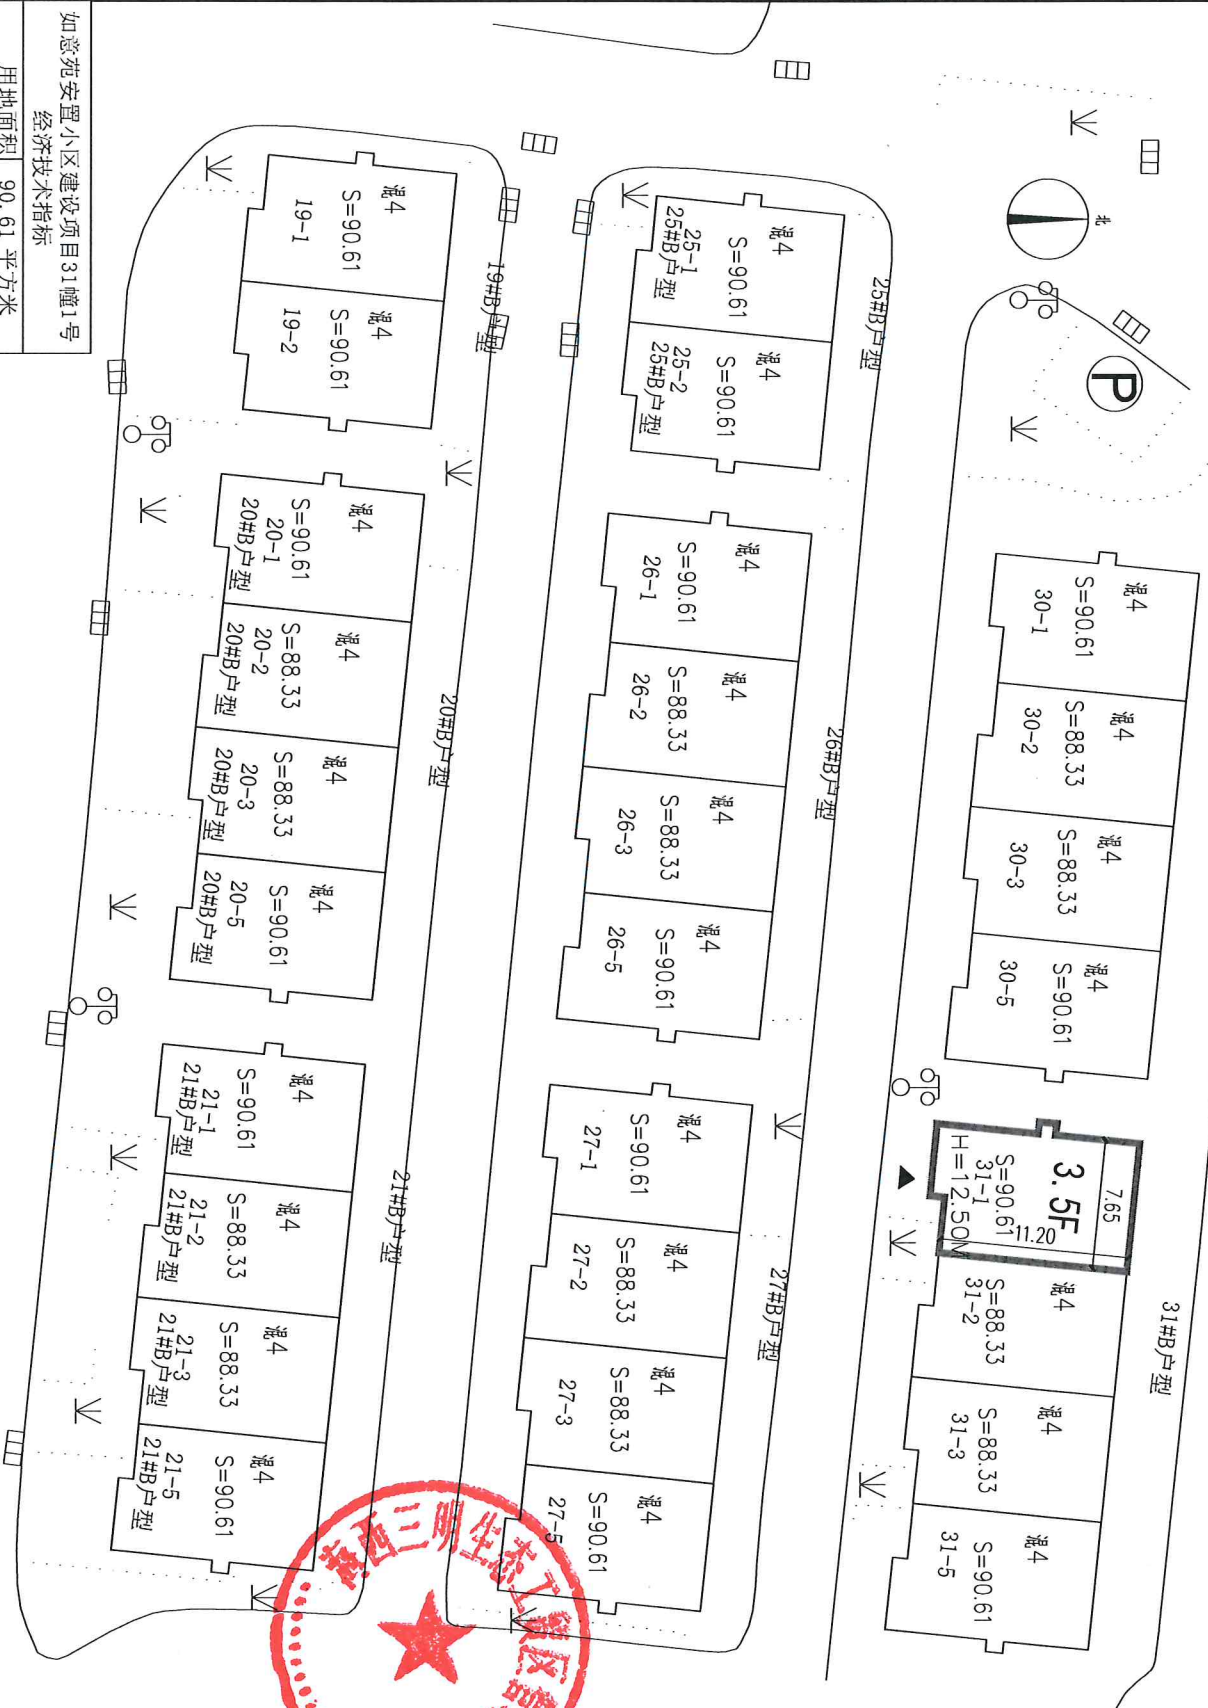 如意苑安置小区建设项目31幢1号
经济技术指标
用地面积 90.61 平方米
北
P
混4
S=90.61
30-1
混4
S=88.33
30-2
混4
S=88.33
30-3
混4
S=90.61
30-5
3.5F
7.65
11.20
S=90.61
31-1
H=12.50M
混4
S=88.33
31-2
混4
S=88.33
31-3
混4
S=90.61
31-5
31#B户型
25#B户型
混4
S=90.61
25-1
25#B户型
混4
S=90.61
25-2
25#B户型
26#B户型
混4
S=90.61
26-1
混4
S=88.33
26-2
混4
S=88.33
26-3
混4
S=90.61
26-5
27#B户型
混4
S=90.61
27-1
混4
S=88.33
27-2
混4
S=88.33
27-3
混4
S=90.61
27-5
19#B户型
混4
S=90.61
19-1
混4
S=90.61
19-2
20#B户型
混4
S=90.61
20-1
20#B户型
混4
S=88.33
20-2
20#B户型
混4
S=88.33
20-3
20#B户型
混4
S=90.61
20-5
20#B户型
21#B户型
混4
S=90.61
21-1
21#B户型
混4
S=88.33
21-2
21#B户型
混4
S=88.33
21-3
21#B户型
混4
S=90.61
21-5
21#B户型
海西三明生态工贸区管